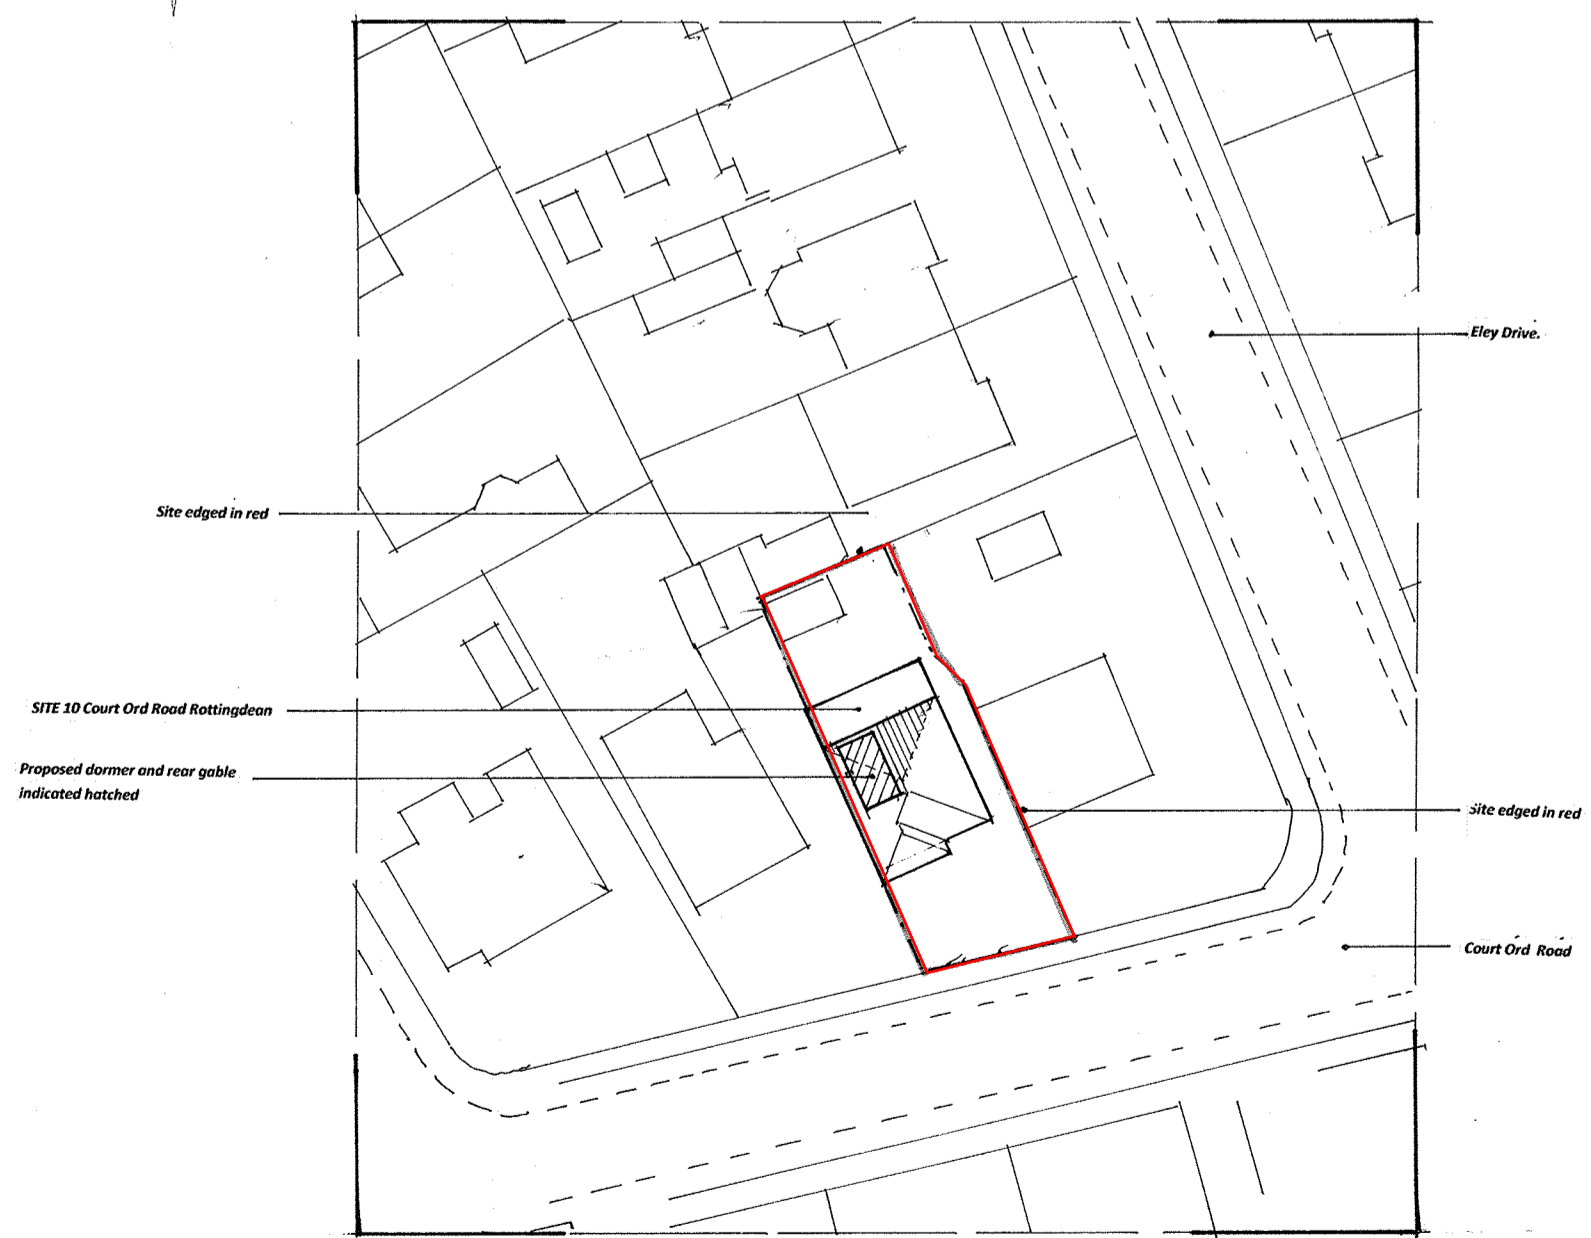 Eley Drive.
Site edged in red
SITE 10 Court Ord Road Rottingdean
Proposed dormer and rear gable
indicated hatched
Site edged in red
Court Ord Road